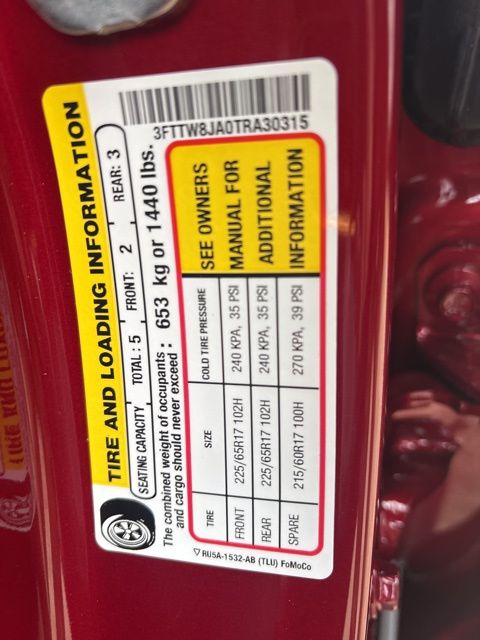 TIRE AND LOADING INFORMATION
SEATING CAPACITY TOTAL : 5 FRONT: 2 REAR: 3
The combined weight of occupants : 653 kg or 1440 lbs.
and cargo should never exceed
3FTTW8JA0TRA30315
TIRE SIZE COLD TIRE PRESSURE SEE OWNERS
FRONT 225/65R17 102H 240 KPA, 35 PSI MANUAL FOR
REAR 225/65R17 102H 240 KPA, 35 PSI ADDITIONAL
SPARE 215/60R17 100H 270 KPA, 39 PSI INFORMATION
RU5A-1532-AB (TLU) FoMoCo